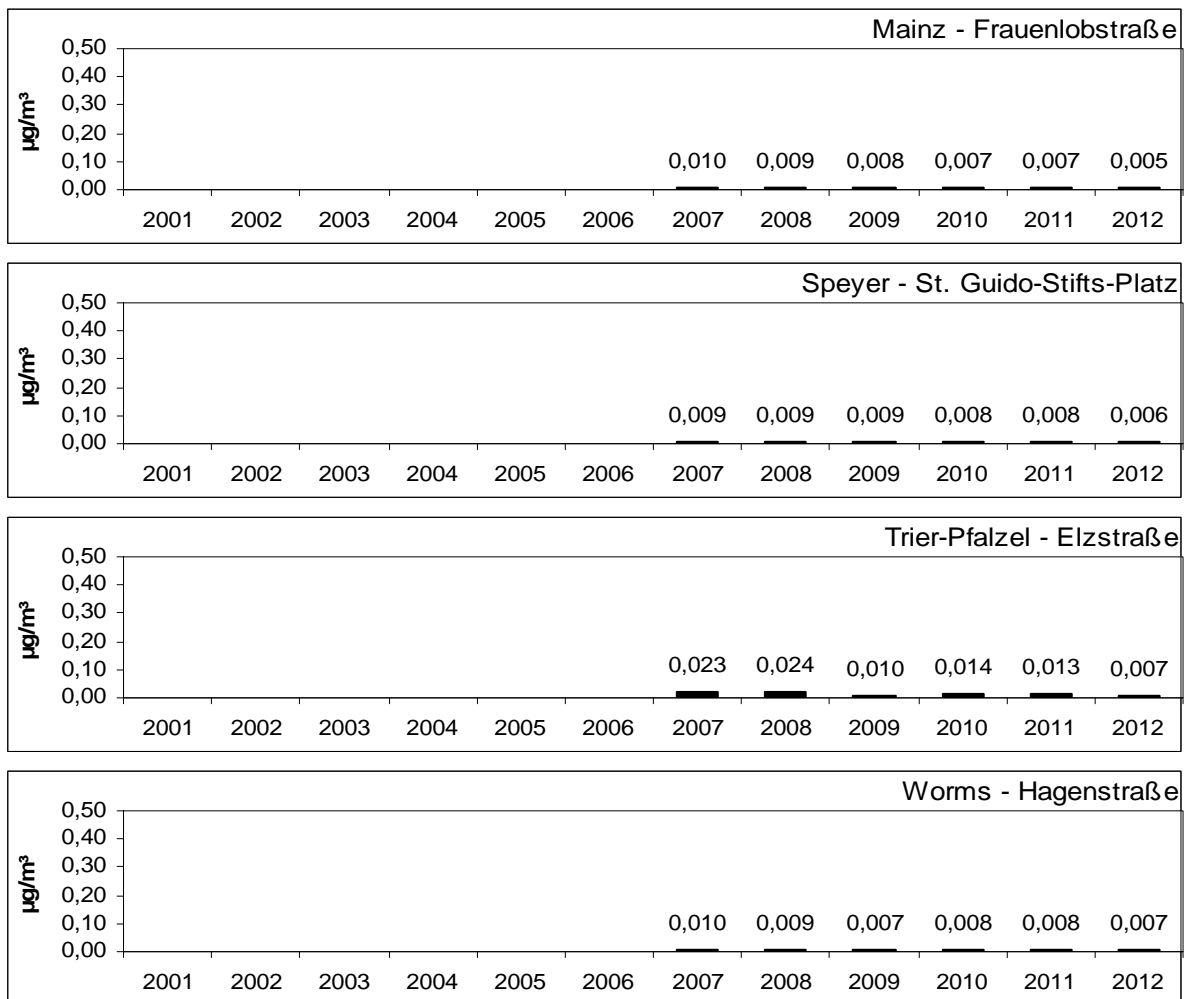 Mainz - Frauenlobstraße
0,50
0,40
0,30
0,20
0,10
0,00
µg/m³
0,010 0,009 0,008 0,007 0,007 0,005
2001 2002 2003 2004 2005 2006 2007 2008 2009 2010 2011 2012
Speyer - St. Guido-Stifts-Platz
0,50
0,40
0,30
0,20
0,10
0,00
µg/m³
0,009 0,009 0,009 0,008 0,008 0,006
2001 2002 2003 2004 2005 2006 2007 2008 2009 2010 2011 2012
Trier-Pfalzel - Elzstraße
0,50
0,40
0,30
0,20
0,10
0,00
µg/m³
0,023 0,024 0,010 0,014 0,013 0,007
2001 2002 2003 2004 2005 2006 2007 2008 2009 2010 2011 2012
Worms - Hagenstraße
0,50
0,40
0,30
0,20
0,10
0,00
µg/m³
0,010 0,009 0,007 0,008 0,008 0,007
2001 2002 2003 2004 2005 2006 2007 2008 2009 2010 2011 2012